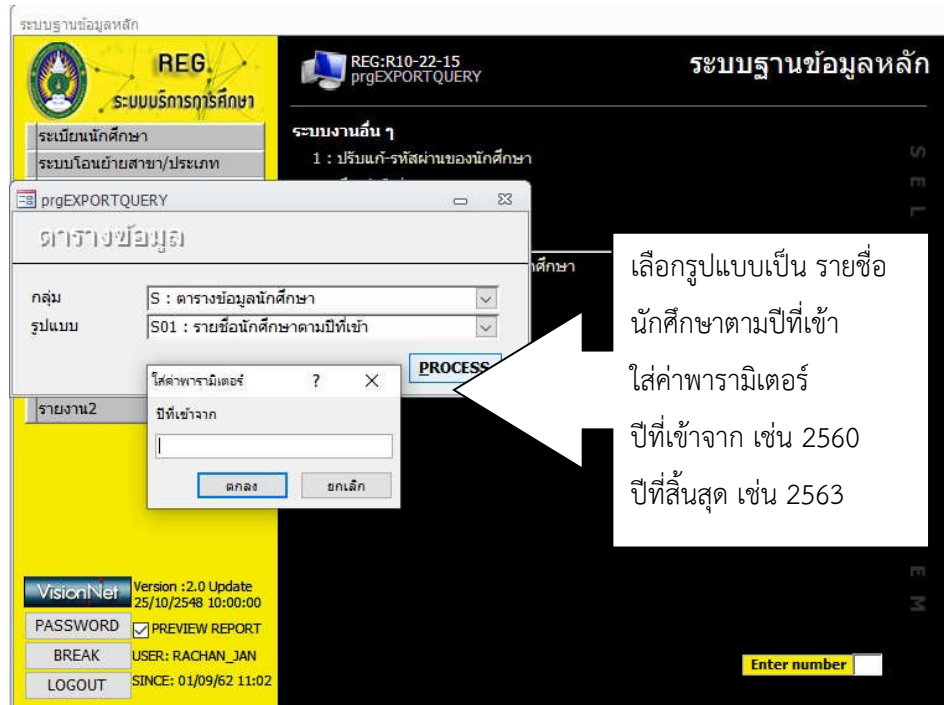 ระบบฐานข้อมูลหลัก
REG.
ระบบบริการการศึกษา
REG:R10-22-15
prgEXPORTQUERY
ระบบฐานข้อมูลหลัก
ระเบียนนักศึกษา
ระบบโอนย้ายสาขา/ประเภท
ระบบงานอื่น ๆ
1 : ปรับแก้-รหัสผ่านของนักศึกษา
S E L
prgEXPORTQUERY
ตารางข้อมูล
กลุ่ม S : ตารางข้อมูลนักศึกษา
รูปแบบ S01 : รายชื่อนักศึกษาตามปีที่เข้า
PROCESS
ใส่ค่าพารามิเตอร์ ?
ปีที่เข้าจาก
ตกลง ยกเลิก
รายงาน2
เลือกรูปแบบเป็น รายชื่อ
นักศึกษาตามปีที่เข้า
ใส่ค่าพารามิเตอร์
ปีที่เข้าจาก เช่น 2560
ปีที่สิ้นสุด เช่น 2563
E M
VisionNet
Version :2.0 Update
25/10/2548 10:00:00
PASSWORD PREVIEW REPORT
BREAK USER: RACHAN_JAN
LOGOUT SINCE: 01/09/62 11:02
Enter number